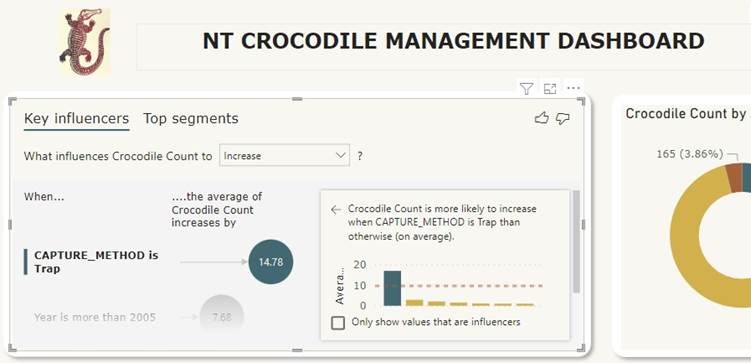 NT CROCODILE MANAGEMENT DASHBOARD
Key influencers Top segments
What influences Crocodile Count to Increase ?
When...
....the average of
Crocodile Count
increases by
CAPTURE_METHOD is
Trap
14.78
Year is more than 2005
7.68
Crocodile Count is more likely to increase
when CAPTURE_METHOD is Trap than
otherwise (on average).
Avera...
20
10
0
Only show values that are influencers
Crocodile Count by
165 (3.86%)